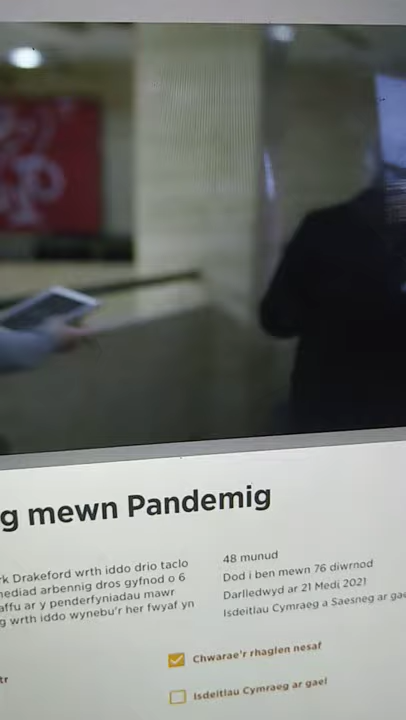 g mewn Pandemig
rk Drakeford wrth iddo drio taclo
nediad arbennig dros gyfnod o 6
affu ar y penderfyniadau mawr
g wrth iddo wynebu'r her fwyaf yn
48 munud
Dod i ben mewn 76 diwrnod
Darlledwyd ar 21 Medi 2021
Isdeitlau Cymraeg a Saesneg ar gae
Chwarae'r rhaglen nesaf
tr
Isdeitlau Cymraeg ar gael